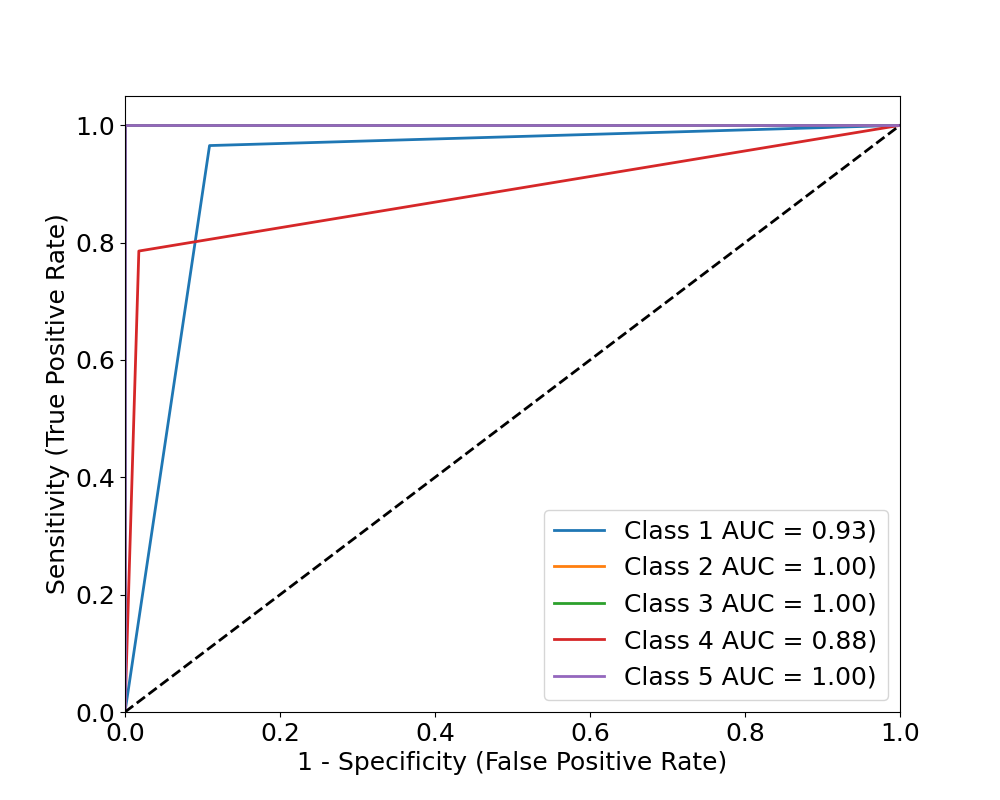 1.0
0.8
0.6
0.4
0.2
0.0
Sensitivity (True Positive Rate)
Class 1 AUC = 0.93)
Class 2 AUC = 1.00)
Class 3 AUC = 1.00)
Class 4 AUC = 0.88)
Class 5 AUC = 1.00)
0.0 0.2 0.4 0.6 0.8 1.0
1 - Specificity (False Positive Rate)